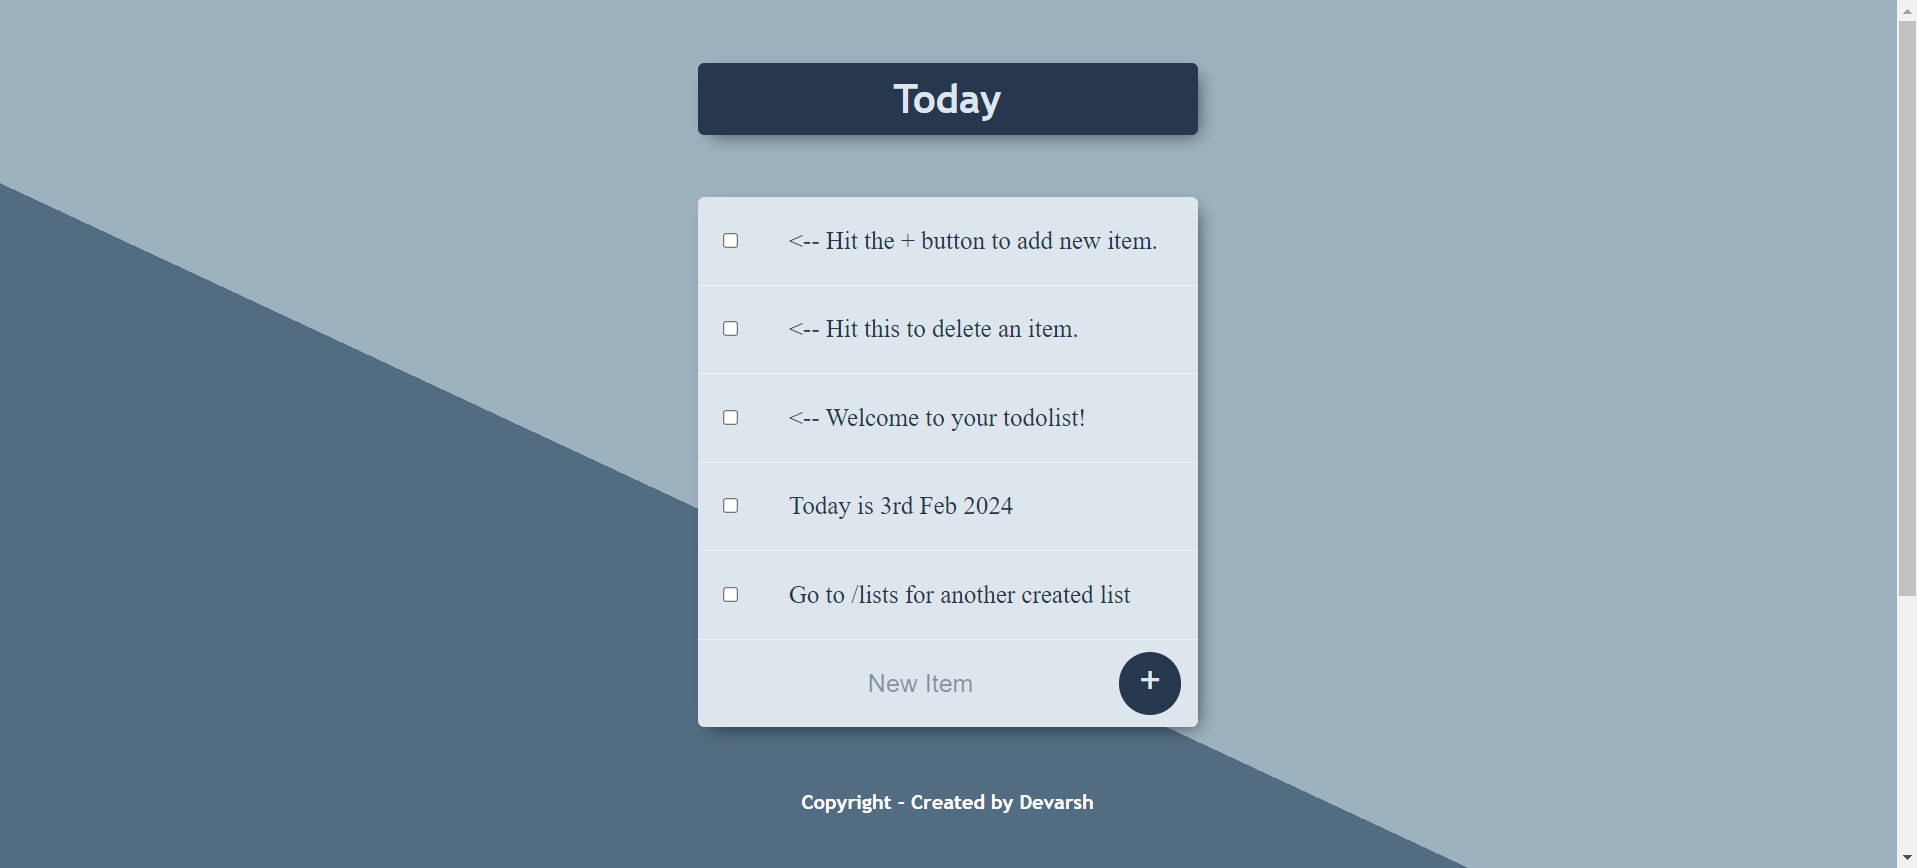 Today
<-- Hit the + button to add new item.
<-- Hit this to delete an item.
<-- Welcome to your todolist!
Today is 3rd Feb 2024
Go to /lists for another created list
New Item
+
Copyright - Created by Devarsh